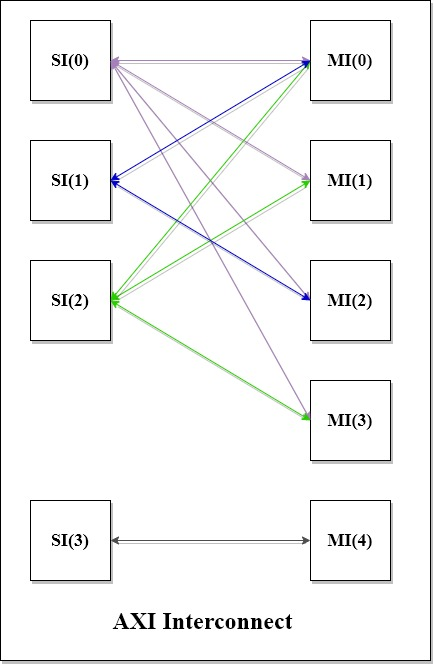 SI(0)
MI(0)
SI(1)
MI(1)
SI(2)
MI(2)
MI(3)
SI(3)
MI(4)
AXI Interconnect